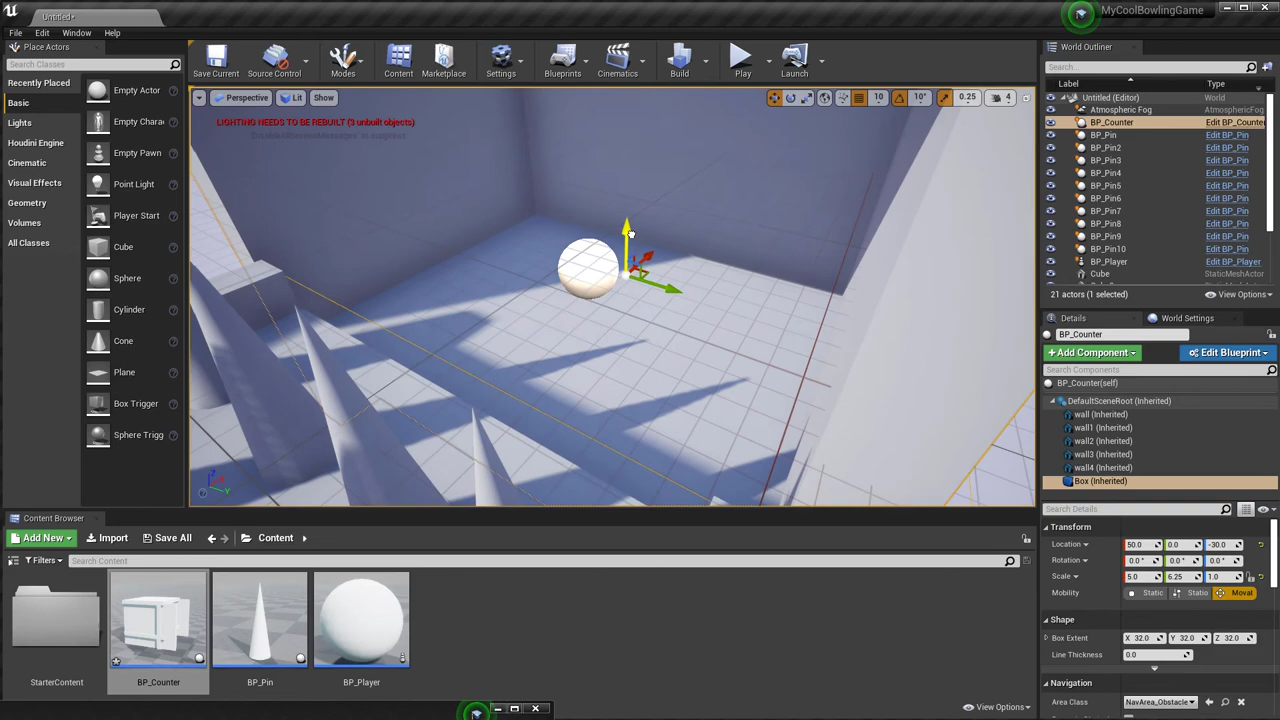 Untitled*
MyCoolBowlingGame
File Edit Window Help
Place Actors
Search Classes
Recently Placed
Basic
Lights
Houdini Engine
Cinematic
Visual Effects
Geometry
Volumes
All Classes
Empty Actor
Empty Chara
Empty Pawn
Point Light
Player Start
Cube
Sphere
Cylinder
Cone
Plane
Box Trigger
Sphere Trigg
Save Current
Source Control
Modes
Content
Marketplace
Settings
Blueprints
Cinematics
Build
Play
Launch
Perspective Lit Show
10 10° 0.25 4
LIGHTING NEEDS TO BE REBUILT (3 unbuilt objects)
Z
Y
World Outliner
Search...
Label Type
Untitled (Editor) World
Atmospheric Fog AtmosphericFog
BP_Counter Edit BP_Counter
BP_Pin Edit BP_Pin
BP_Pin2 Edit BP_Pin
BP_Pin3 Edit BP_Pin
BP_Pin4 Edit BP_Pin
BP_Pin5 Edit BP_Pin
BP_Pin6 Edit BP_Pin
BP_Pin7 Edit BP_Pin
BP_Pin8 Edit BP_Pin
BP_Pin9 Edit BP_Pin
BP_Pin10 Edit BP_Pin
BP_Player Edit BP_Player
Cube StaticMeshActor
21 actors (1 selected) View Options
Details World Settings
BP_Counter
+Add Component Edit Blueprint
Search Components
BP_Counter(self)
DefaultSceneRoot (Inherited)
wall (Inherited)
wall1 (Inherited)
wall2 (Inherited)
wall3 (Inherited)
wall4 (Inherited)
Box (Inherited)
Search Details
Transform
Location 50.0 0.0 -30.0
Rotation 0.0° 0.0° 0.0°
Scale 5.0 6.25 1.0
Mobility Static Statio Moval
Shape
Box Extent X 32.0 Y 32.0 Z 32.0
Line Thickness 0.0
Navigation
Area Class NavArea_Obstacle
Content Browser
Add New Import Save All Content
Filters Search Content
StarterContent
BP_Counter
BP_Pin
BP_Player
View Options